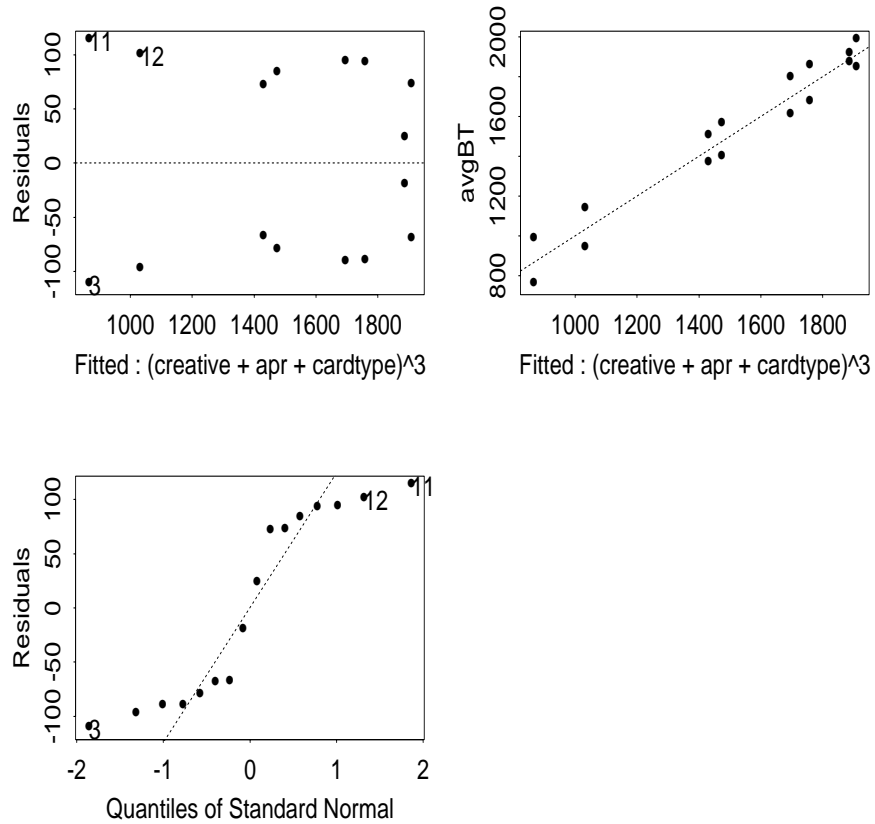 11
12
3
Residuals
-100
-50
0
50
100
1000 1200 1400 1600 1800
Fitted : (creative + apr + cardtype)^3
avgBT
800
1200
1600
2000
1000 1200 1400 1600 1800
Fitted : (creative + apr + cardtype)^3
11
12
3
Residuals
-100
-50
0
50
100
-2 -1 0 1 2
Quantiles of Standard Normal